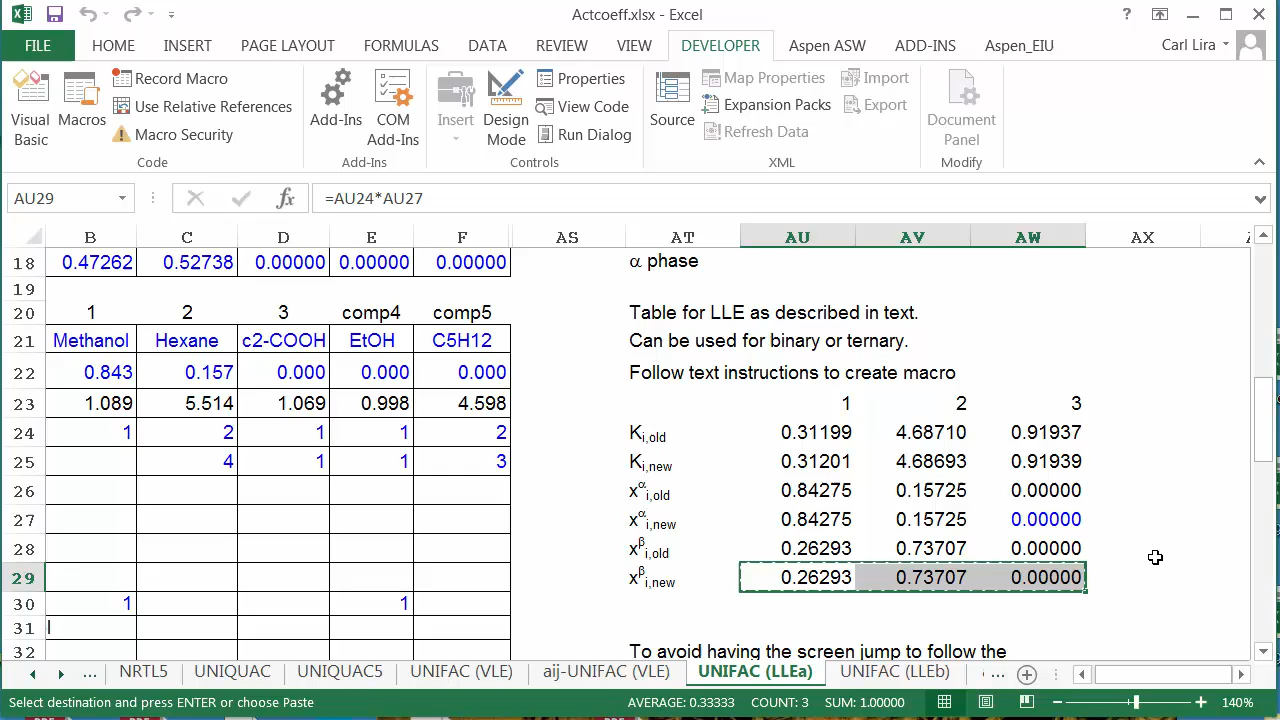 Actcoeff.xlsx - Excel
?
FILE HOME INSERT PAGE LAYOUT FORMULAS DATA REVIEW VIEW DEVELOPER Aspen ASW ADD-INS Aspen_EIU Carl Lira
Visual Basic
Macros
Record Macro
Use Relative References
Macro Security
Code
Add-Ins
COM Add-Ins
Add-Ins
Insert
Design Mode
Properties
View Code
Run Dialog
Controls
Source
Map Properties
Expansion Packs
Refresh Data
Import
Export
XML
Document Panel
Modify
AU29 fx =AU24*AU27
B C D E F AS AT AU AV AW AX
18 0.47262 0.52738 0.00000 0.00000 0.00000 α phase
19
20 1 2 3 comp4 comp5 Table for LLE as described in text.
21 Methanol Hexane c2-COOH EtOH C5H12 Can be used for binary or ternary.
22 0.843 0.157 0.000 0.000 0.000 Follow text instructions to create macro
23 1.089 5.514 1.069 0.998 4.598 1 2 3
24 1 2 1 1 2 Ki,old 0.31199 4.68710 0.91937
25 4 1 1 3 Ki,new 0.31201 4.68693 0.91939
26 xαi,old 0.84275 0.15725 0.00000
27 xαi,new 0.84275 0.15725 0.00000
28 xβi,old 0.26293 0.73707 0.00000
29 xβi,new 0.26293 0.73707 0.00000
30 1 1
31
32 To avoid having the screen jump to follow the
... NRTL5 UNIQUAC UNIQUAC5 UNIFAC (VLE) aij-UNIFAC (VLE) UNIFAC (LLEa) UNIFAC (LLEb) ...
Select destination and press ENTER or choose Paste AVERAGE: 0.33333 COUNT: 3 SUM: 1.00000 140%